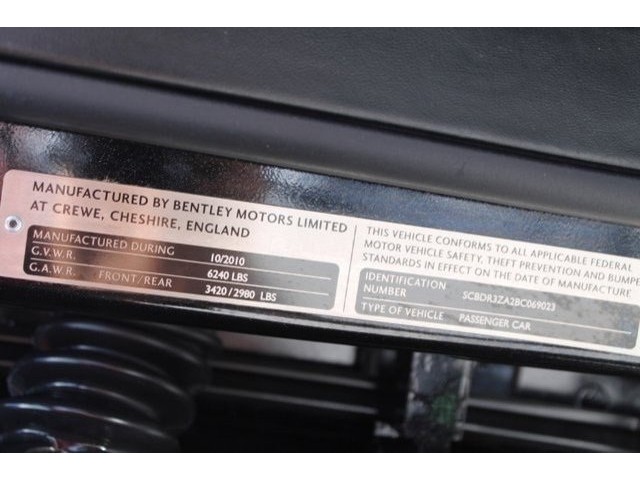 MANUFACTURED BY BENTLEY MOTORS LIMITED
AT CREWE, CHESHIRE, ENGLAND
MANUFACTURED DURING 10/2010
G.V.W.R. 6240 LBS
G.A.W.R. FRONT/REAR 3420/2980 LBS
THIS VEHICLE CONFORMS TO ALL APPLICABLE FEDERAL
MOTOR VEHICLE SAFETY, THEFT PREVENTION AND BUMPE
STANDARDS IN EFFECT ON THE DATE OF MANUFACTURE
IDENTIFICATION
NUMBER SCBDR3ZA2BC069023
TYPE OF VEHICLE PASSENGER CAR